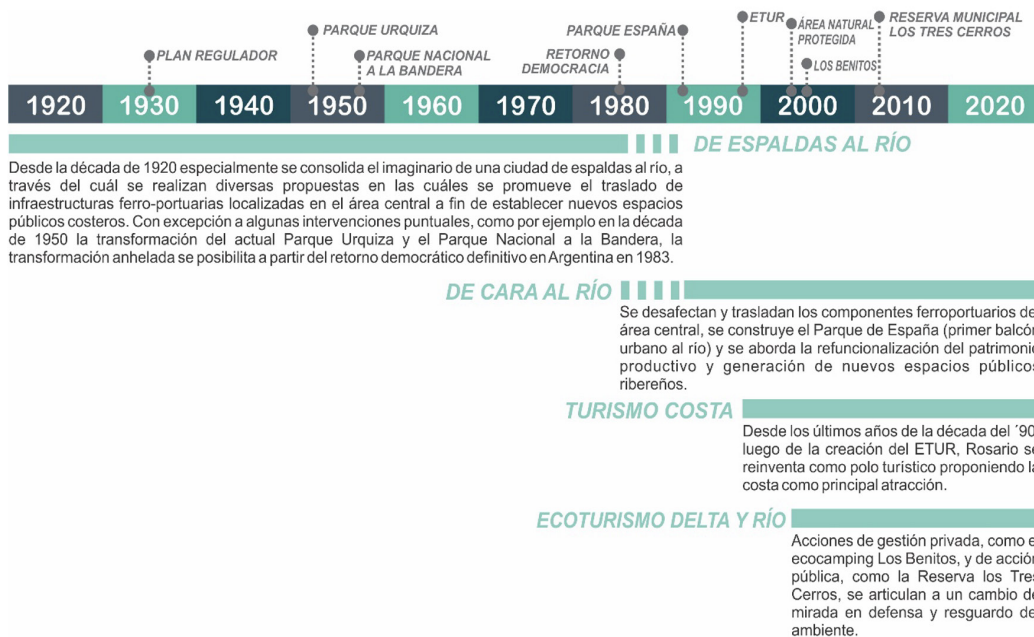 PARQUE URQUIZA
PARQUE ESPAÑA
ETUR
ÁREA NATURAL
PROTEGIDA
RESERVA MUNICIPAL
LOS TRES CERROS
PLAN REGULADOR
PARQUE NACIONAL
A LA BANDERA
RETORNO
DEMOCRACIA
LOS BENITOS
1920 1930 1940 1950 1960 1970 1980 1990 2000 2010 2020
DE ESPALDAS AL RÍO
Desde la década de 1920 especialmente se consolida el imaginario de una ciudad de espaldas al río, a
través del cuál se realizan diversas propuestas en las cuáles se promueve el traslado de
infraestructuras ferro-portuarias localizadas en el área central a fin de establecer nuevos espacios
públicos costeros. Con excepción a algunas intervenciones puntuales, como por ejemplo en la década
de 1950 la transformación del actual Parque Urquiza y el Parque Nacional a la Bandera, la
transformación anhelada se posibilita a partir del retorno democrático definitivo en Argentina en 1983.
DE CARA AL RÍO
Se desafectan y trasladan los componentes ferroportuarios de
área central, se construye el Parque de España (primer balcón
urbano al río) y se aborda la refuncionalización del patrimoni
productivo y generación de nuevos espacios públicos
ribereños.
TURISMO COSTA
Desde los últimos años de la década del ´90
luego de la creación del ETUR, Rosario se
reinventa como polo turístico proponiendo la
costa como principal atracción.
ECOTURISMO DELTA Y RÍO
Acciones de gestión privada, como e
ecocamping Los Benitos, y de acción
pública, como la Reserva los Tres
Cerros, se articulan a un cambio de
mirada en defensa y resguardo de
ambiente.